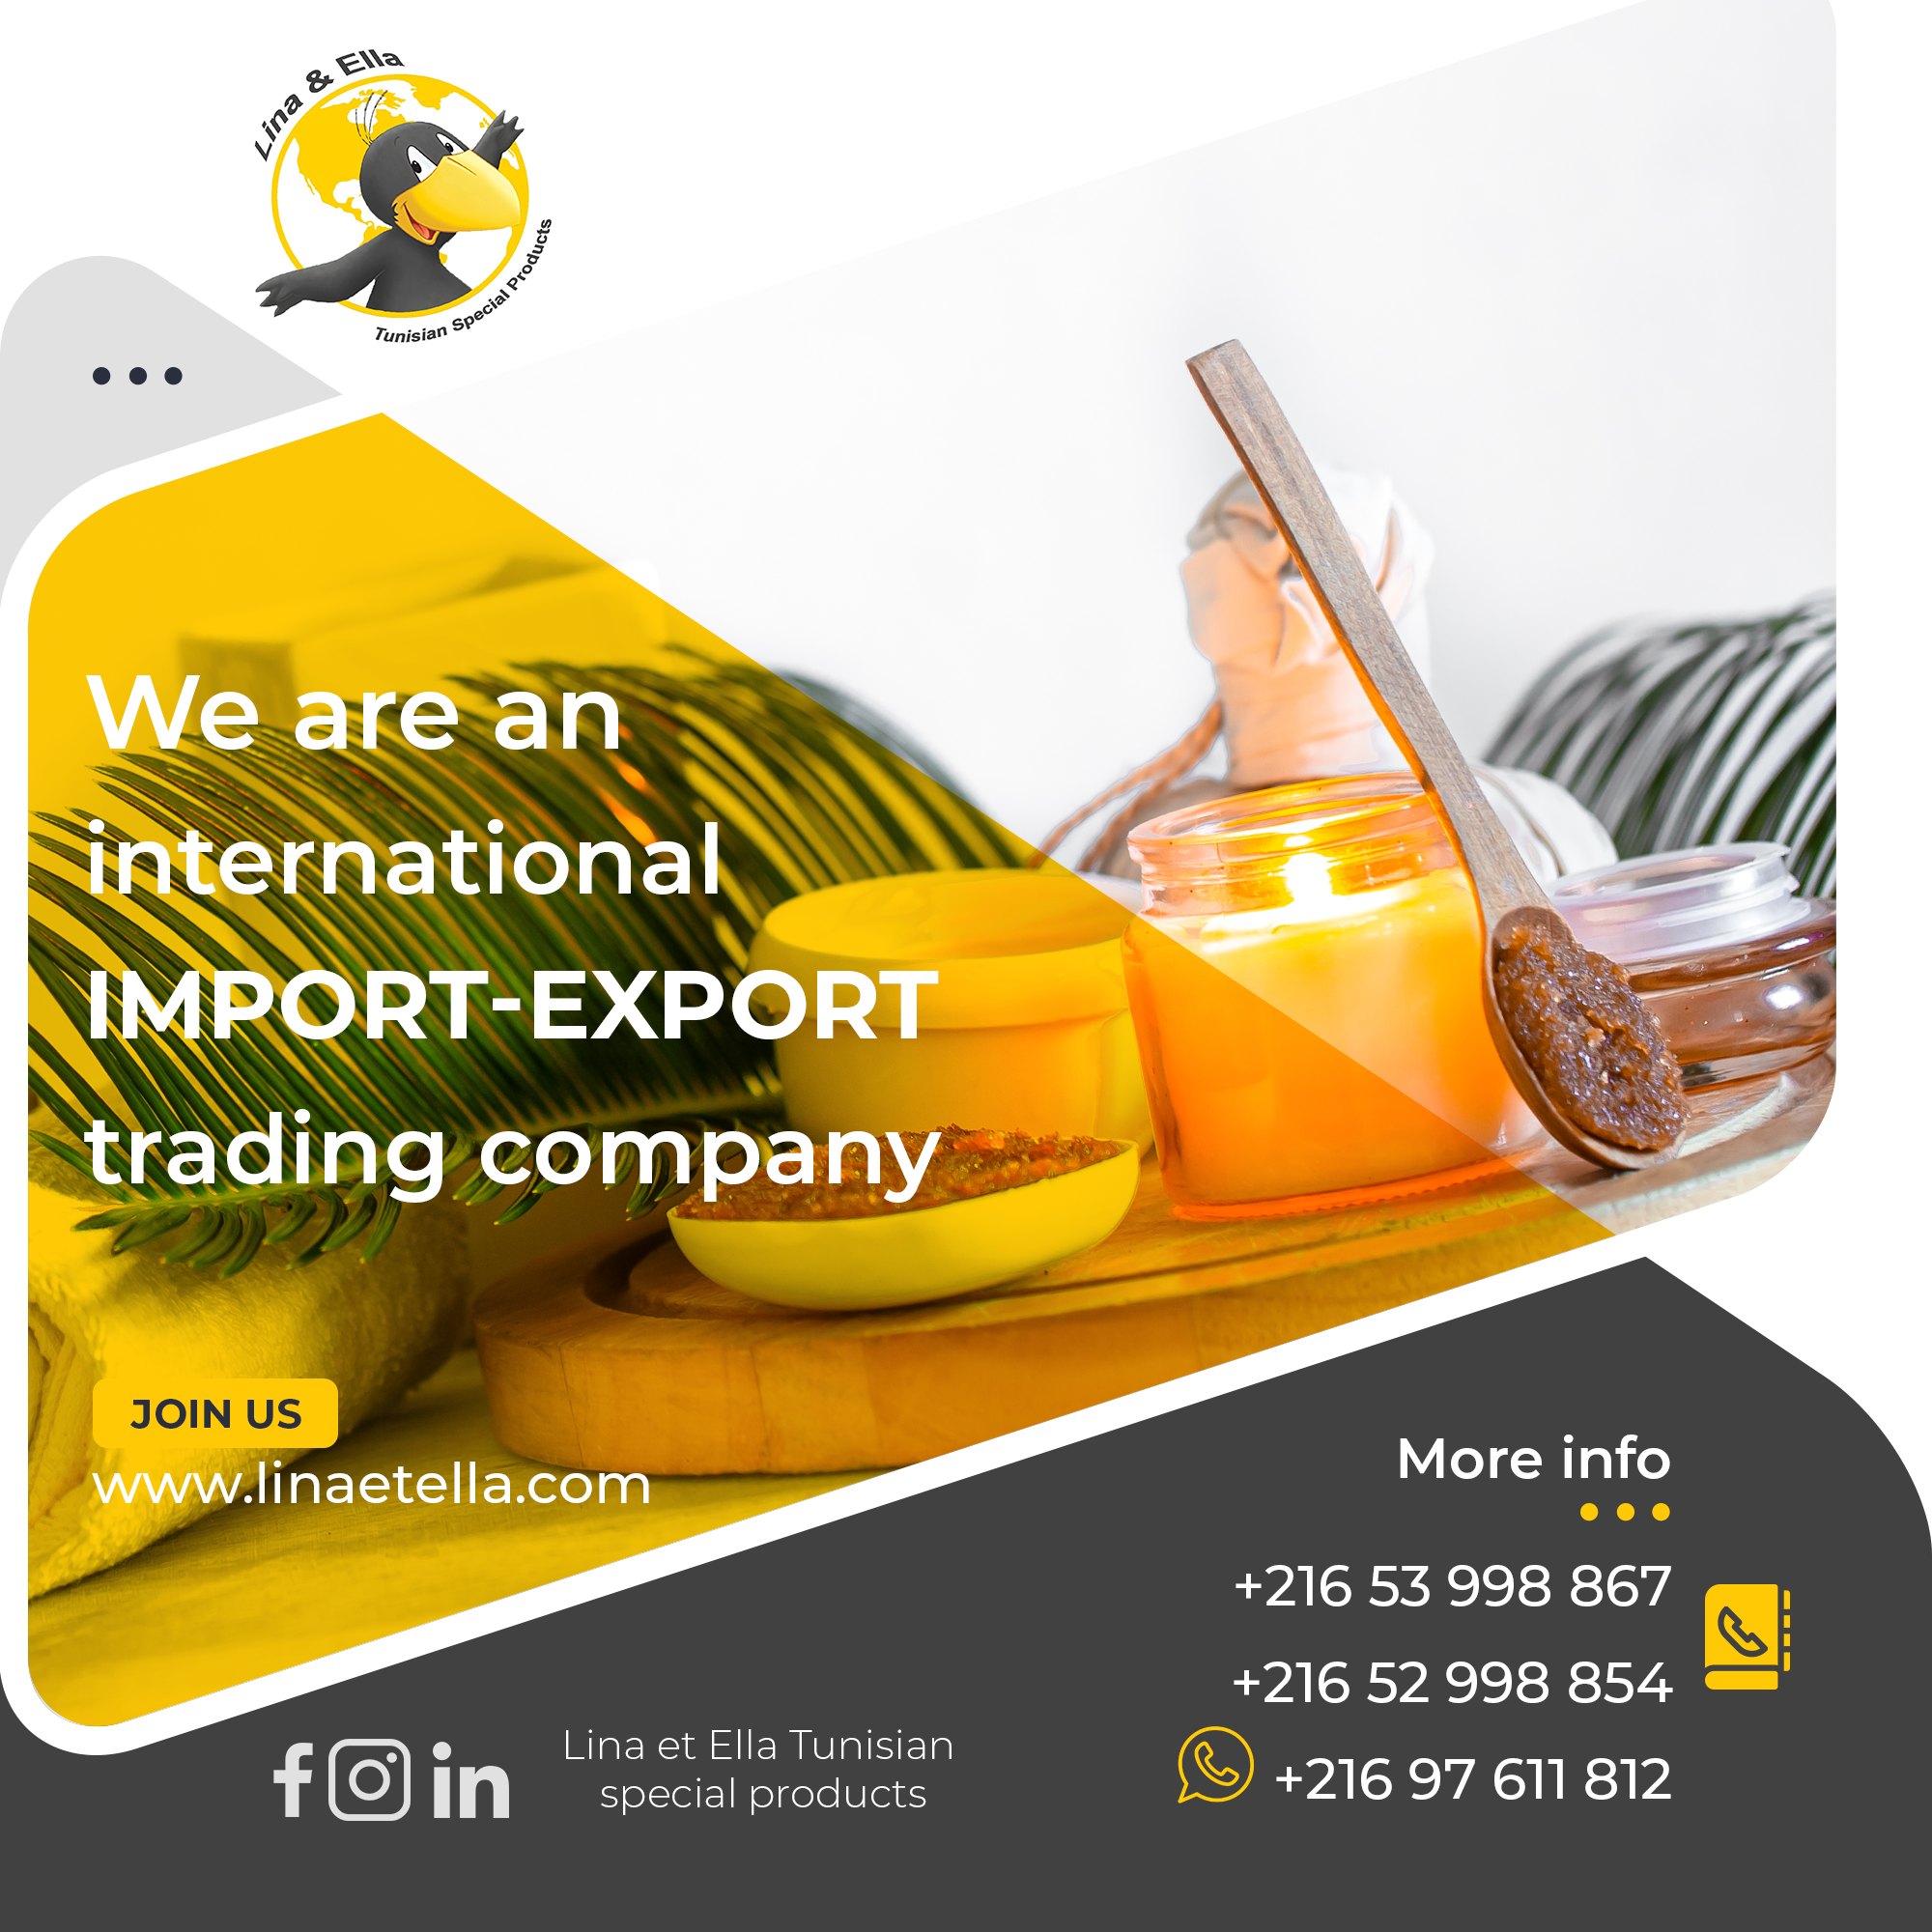 Lina & Ella
Tunisian Special Products
We are an
international
IMPORT-EXPORT
trading company
JOIN US
www.linaetella.com
More info
+216 53 998 867
+216 52 998 854
+216 97 611 812
f in
Lina et Ella Tunisian
special products